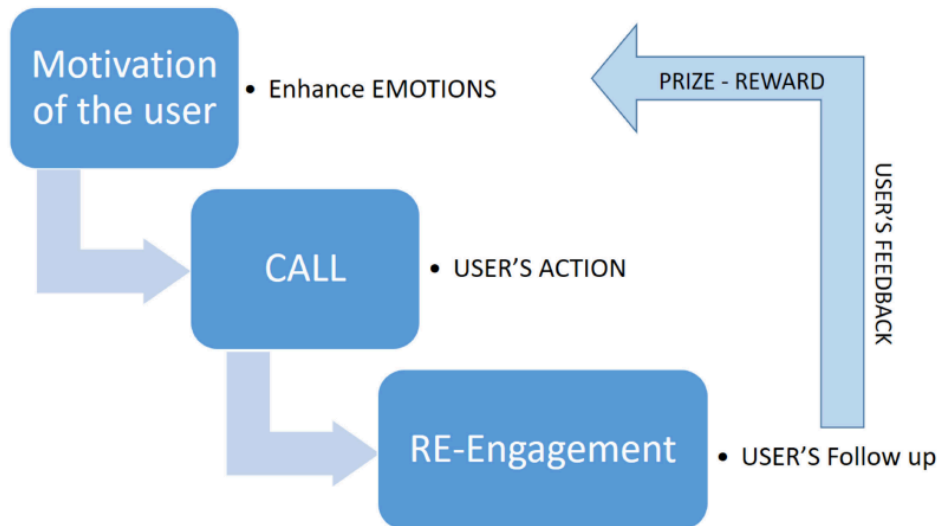 Motivation
of the user
• Enhance EMOTIONS
PRIZE - REWARD
USER'S FEEDBACK
CALL
• USER'S ACTION
RE-Engagement
• USER'S Follow up